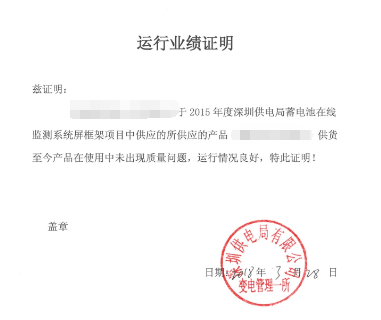 运行业绩证明
兹证明:
于 2015 年度深圳供电局蓄电池在线
监测系统屏框架项目中供应的所供应的产品 供货
至今产品在使用中未出现质量问题，运行情况良好，特此证明！
盖章
深圳供电局有限公司
日期: 2018 年 3 月 28 日
变电管理一所